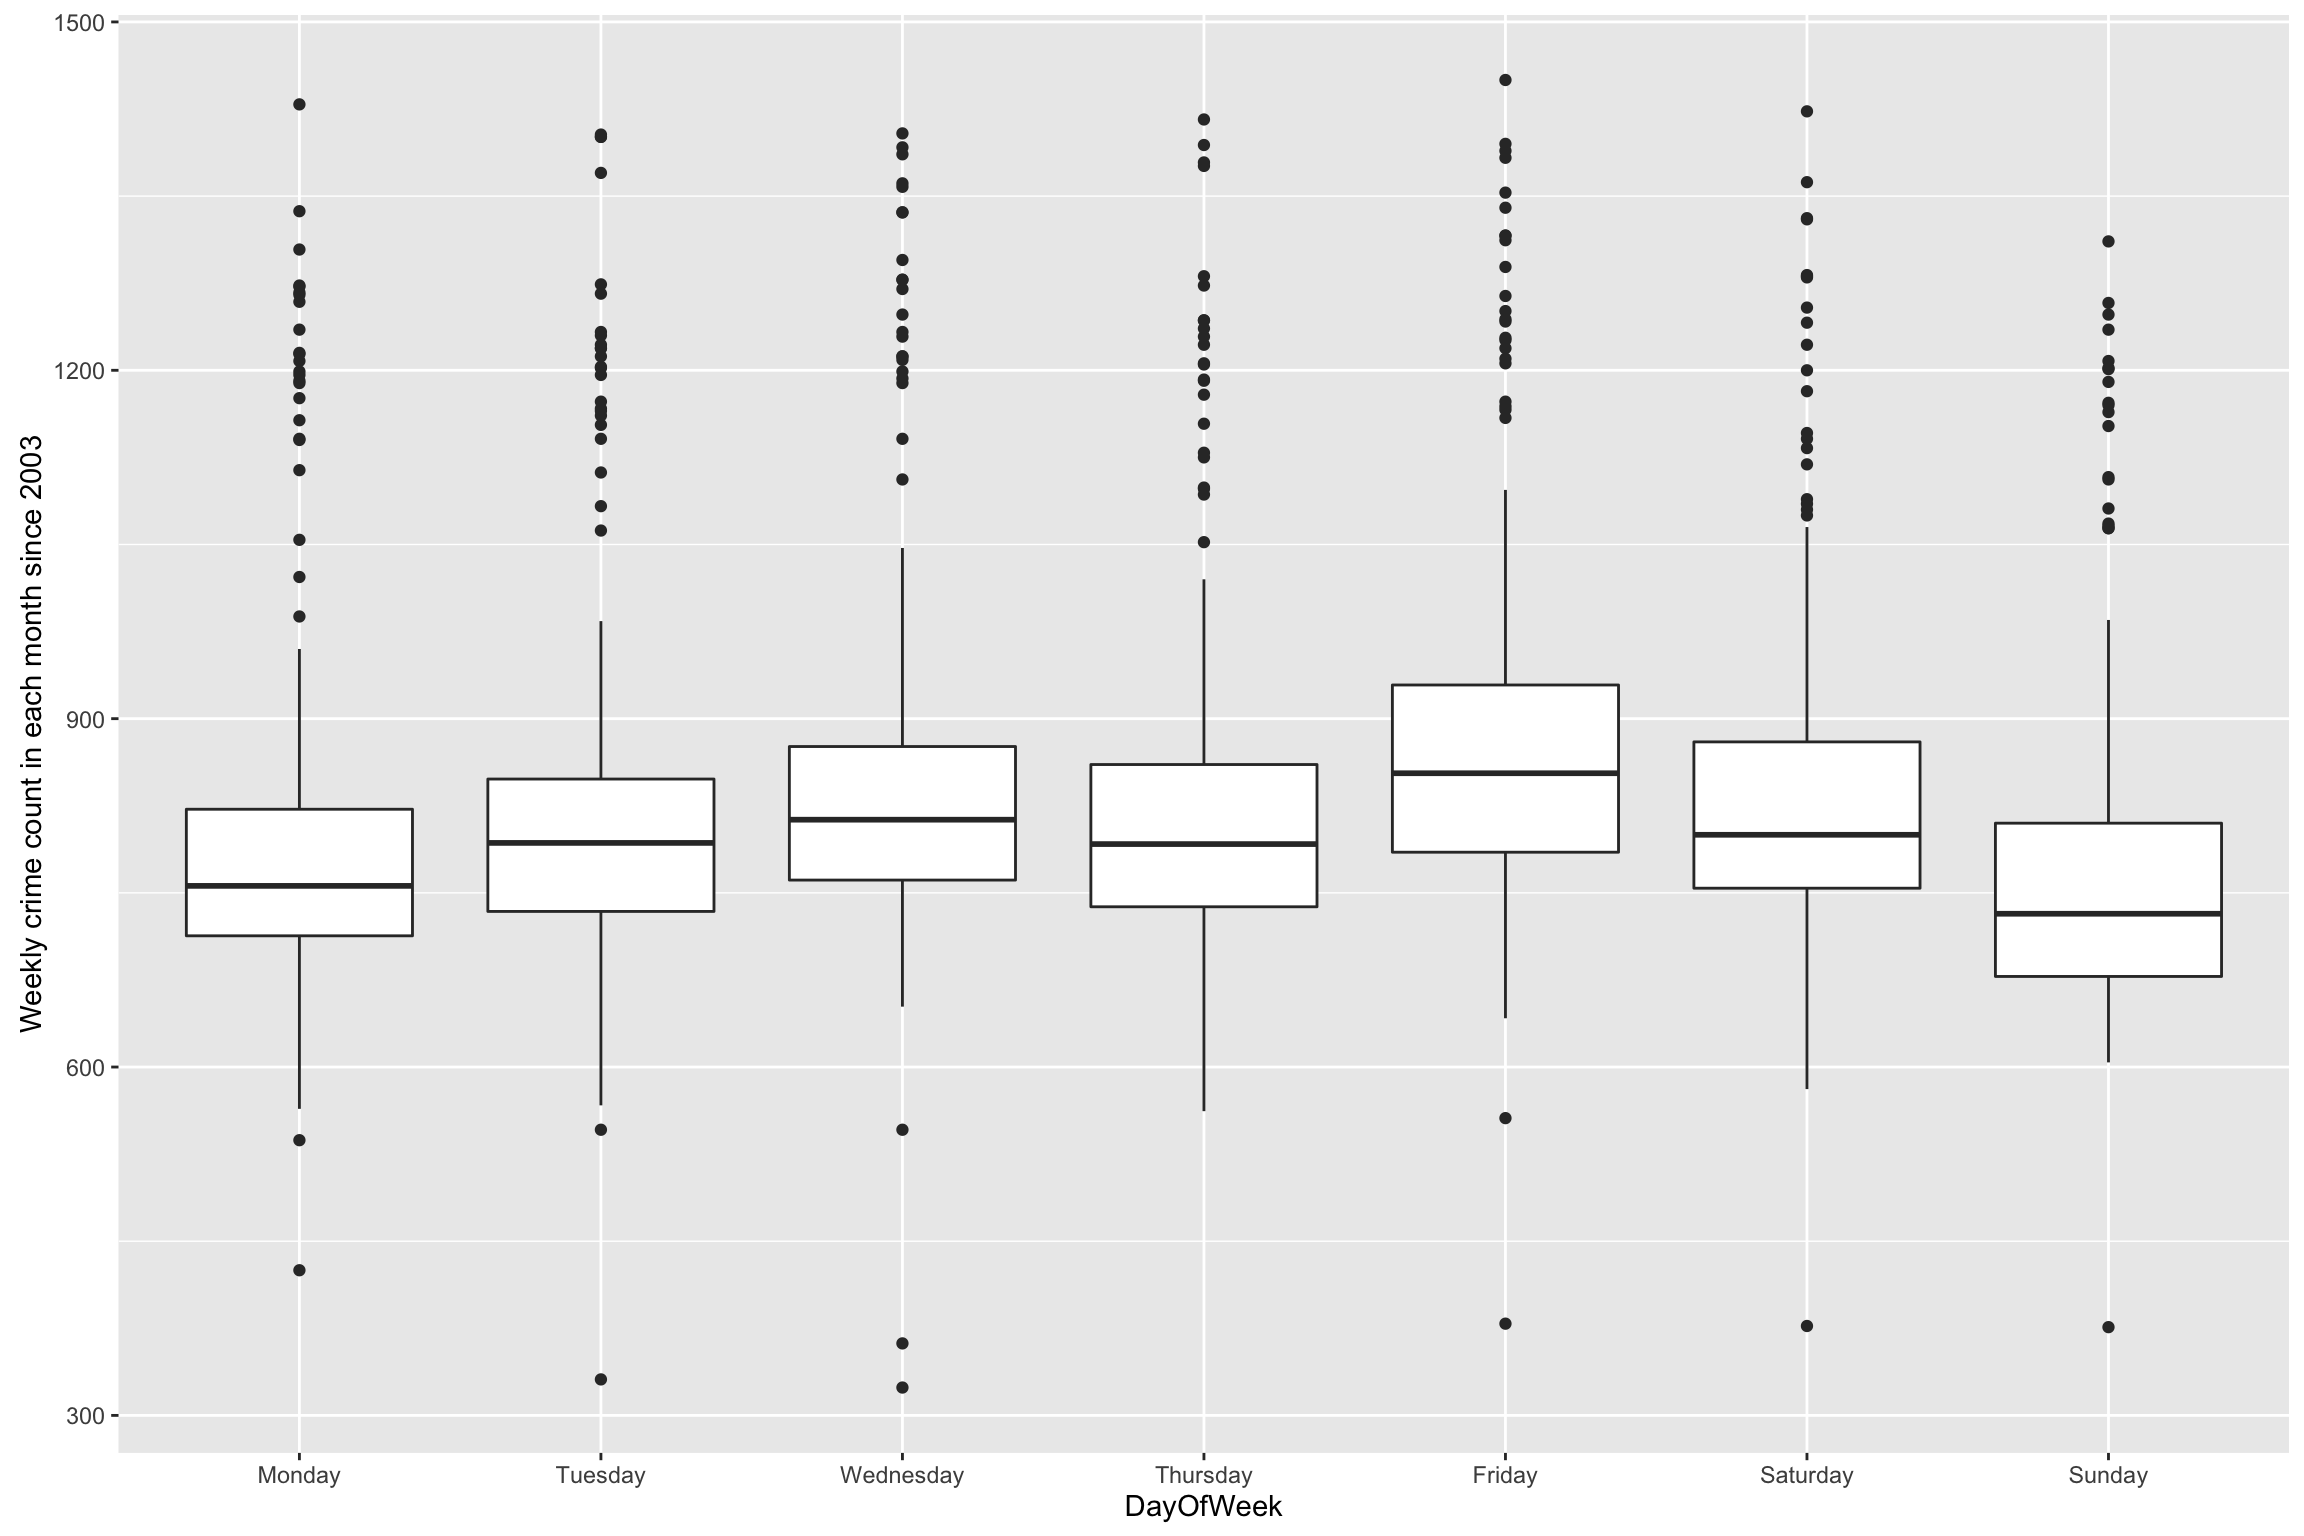 Weekly crime count in each month since 2003
1500
1200
900
600
300
Monday Tuesday Wednesday Thursday Friday Saturday Sunday
DayOfWeek